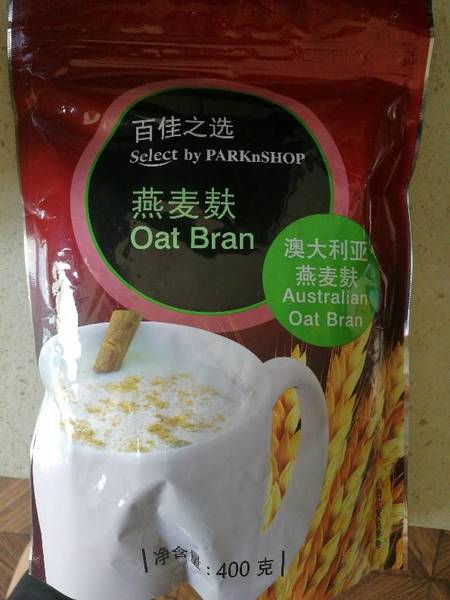 百佳之选
Select by PARKnSHOP
燕麦麸
Oat Bran
澳大利亚
燕麦麸
Australian
Oat Bran
净含量:400克